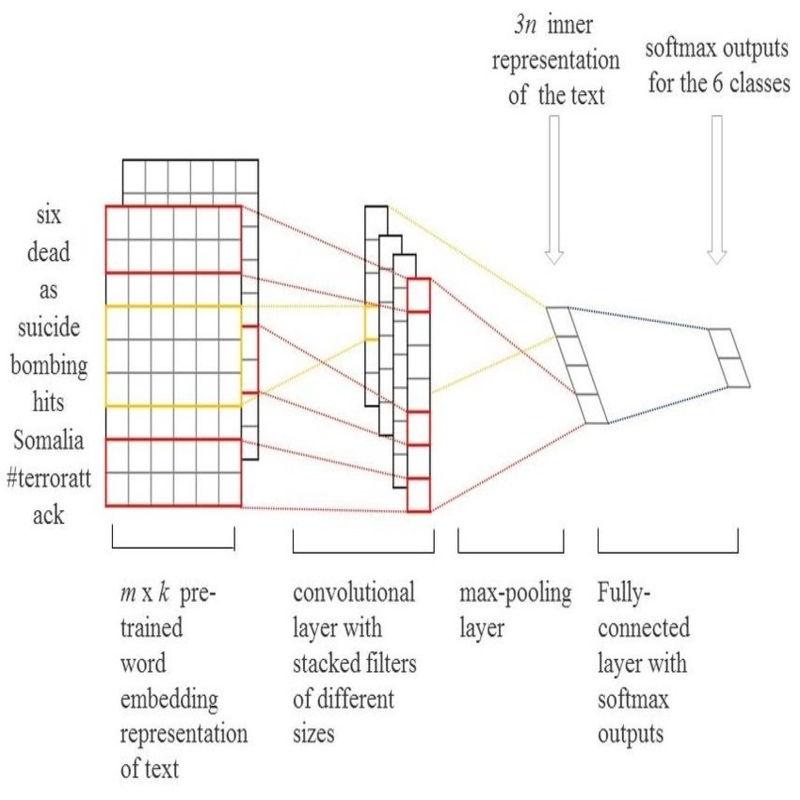 3n inner
representation
of the text
softmax outputs
for the 6 classes
six
dead
as
suicide
bombing
hits
Somalia
#terroratt
ack
m x k pre-
trained
word
embedding
representation
of text
convolutional
layer with
stacked filters
of different
sizes
max-pooling
layer
Fully-
connected
layer with
softmax
outputs